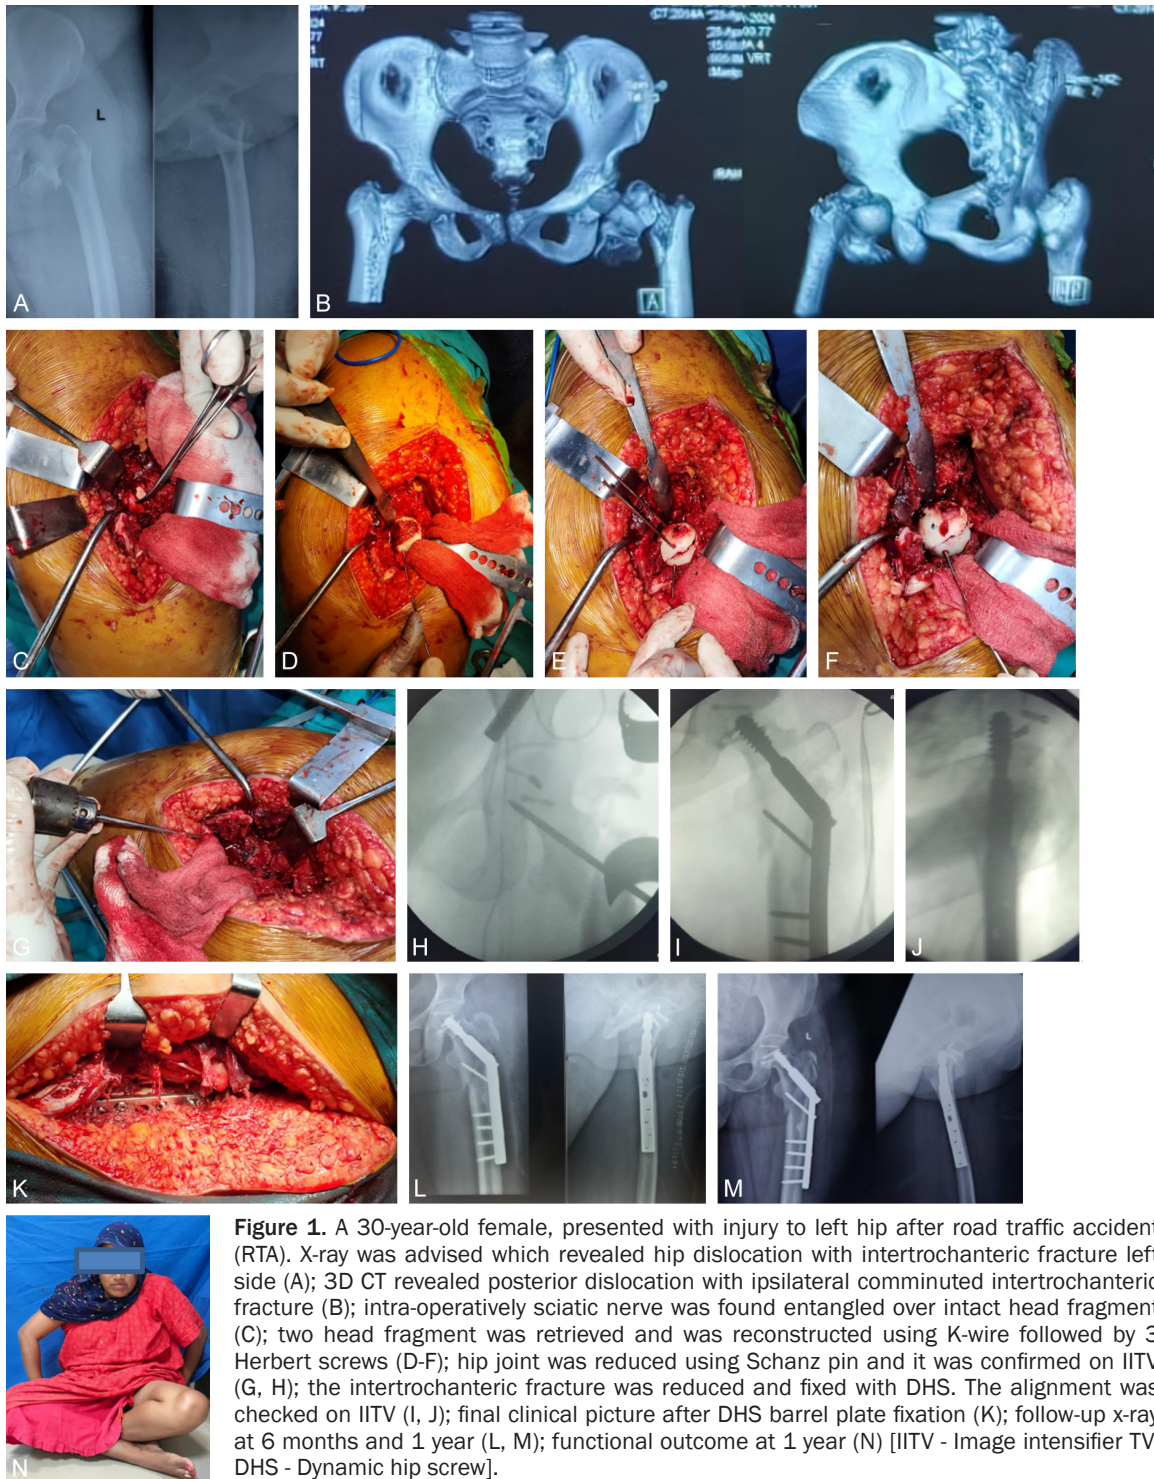 L
A
CT 2014A
28-Apr-2024
VRT
A
B
C
D
E
F
G
H
I
J
K
L
L
M
N
Figure 1. A 30-year-old female, presented with injury to left hip after road traffic accident
(RTA). X-ray was advised which revealed hip dislocation with intertrochanteric fracture left
side (A); 3D CT revealed posterior dislocation with ipsilateral comminuted intertrochanteric
fracture (B); intra-operatively sciatic nerve was found entangled over intact head fragment
(C); two head fragment was retrieved and was reconstructed using K-wire followed by 3
Herbert screws (D-F); hip joint was reduced using Schanz pin and it was confirmed on IITV
(G, H); the intertrochanteric fracture was reduced and fixed with DHS. The alignment was
checked on IITV (I, J); final clinical picture after DHS barrel plate fixation (K); follow-up x-ray
at 6 months and 1 year (L, M); functional outcome at 1 year (N) [IITV - Image intensifier TV,
DHS - Dynamic hip screw].